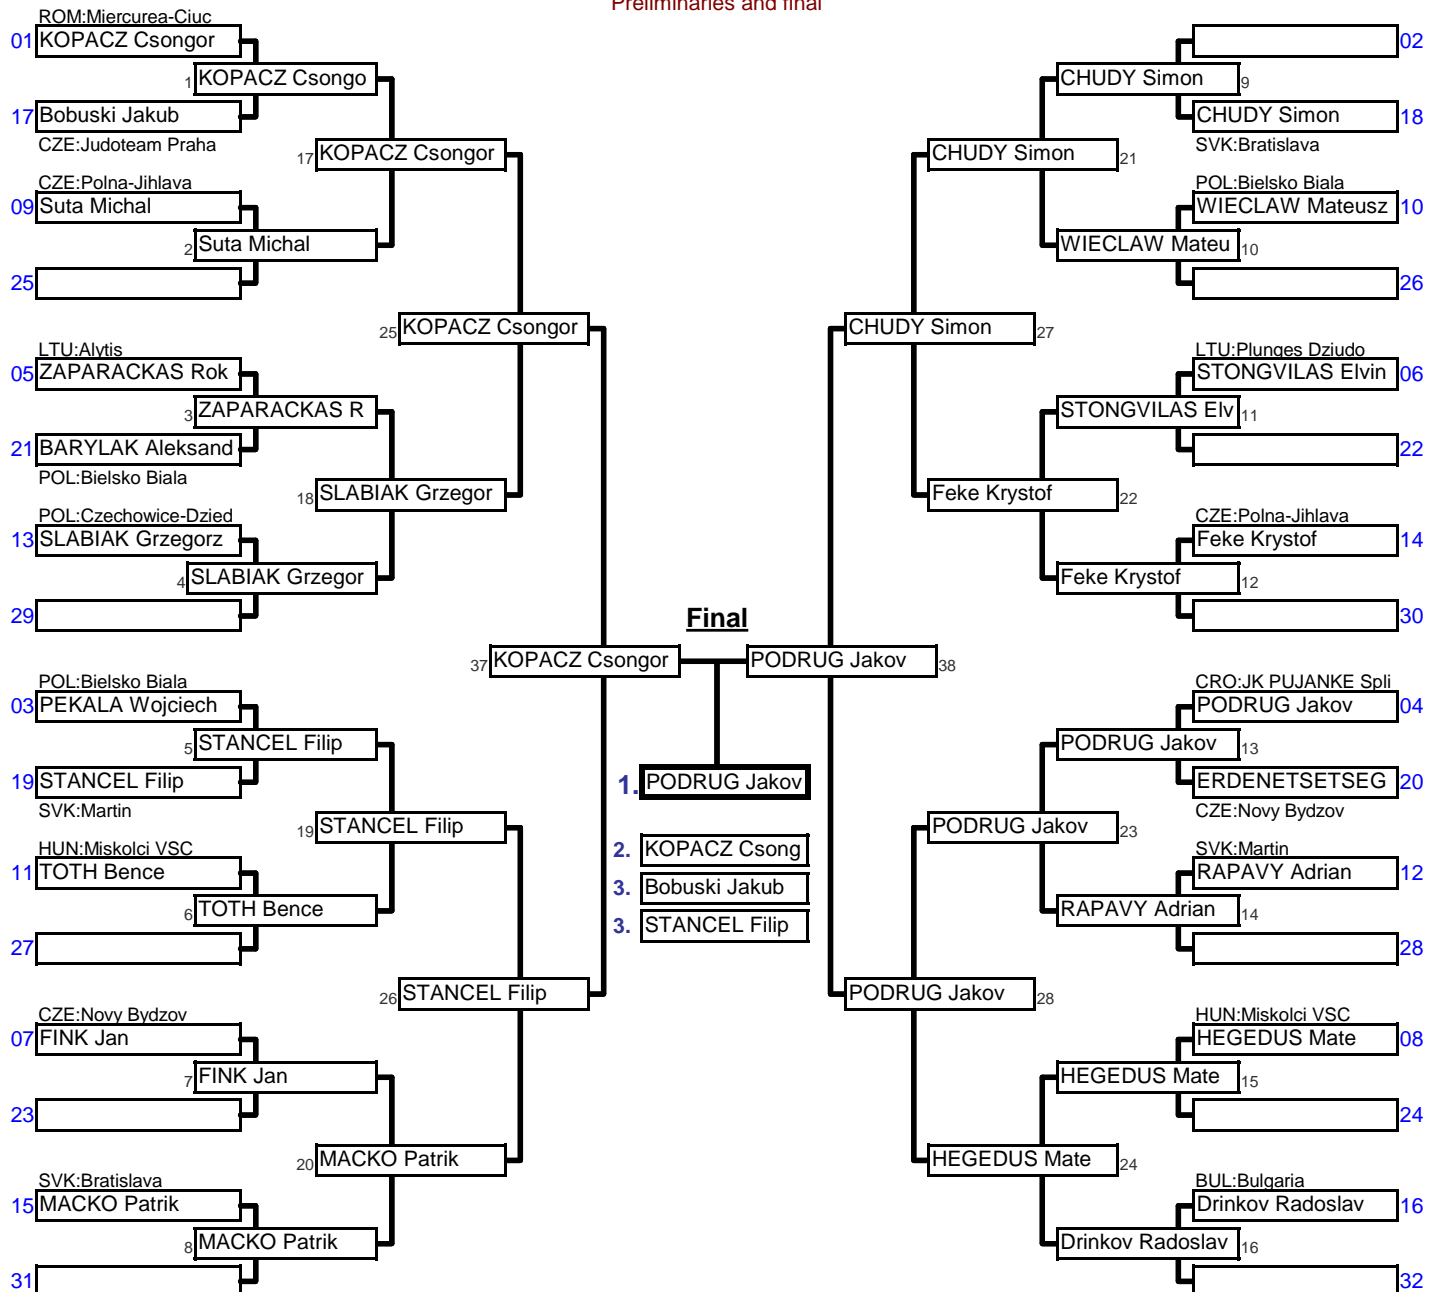 Preliminaries and final
ROM:Miercurea-Ciuc
01 KOPACZ Csongor
1 KOPACZ Csongo
17 Bobuski Jakub
CZE:Judoteam Praha
17 KOPACZ Csongor
CZE:Polna-Jihlava
09 Suta Michal
2 Suta Michal
25
25 KOPACZ Csongor
LTU:Alytis
05 ZAPARACKAS Rok
3 ZAPARACKAS R
21 BARYLAK Aleksand
POL:Bielsko Biala
18 SLABIAK Grzegor
POL:Czechowice-Dzied
13 SLABIAK Grzegorz
4 SLABIAK Grzegor
29
37 KOPACZ Csongor
POL:Bielsko Biala
03 PEKALA Wojciech
5 STANCEL Filip
19 STANCEL Filip
SVK:Martin
19 STANCEL Filip
HUN:Miskolci VSC
11 TOTH Bence
6 TOTH Bence
27
26 STANCEL Filip
CZE:Novy Bydzov
07 FINK Jan
7 FINK Jan
23
20 MACKO Patrik
SVK:Bratislava
15 MACKO Patrik
8 MACKO Patrik
31
Final
1. PODRUG Jakov
2. KOPACZ Csong
3. Bobuski Jakub
3. STANCEL Filip
02
CHUDY Simon 9
CHUDY Simon 18
SVK:Bratislava
CHUDY Simon 21
POL:Bielsko Biala
WIECLAW Mateusz 10
WIECLAW Mateu 10
26
CHUDY Simon 27
LTU:Plunges Dziudo
STONGVILAS Elvin 06
STONGVILAS Elv 11
22
Feke Krystof 22
CZE:Polna-Jihlava
Feke Krystof 14
Feke Krystof 12
30
PODRUG Jakov 38
CRO:JK PUJANKE Spli
PODRUG Jakov 04
PODRUG Jakov 13
ERDENETSETSEG 20
CZE:Novy Bydzov
PODRUG Jakov 23
SVK:Martin
RAPAVY Adrian 12
RAPAVY Adrian 14
28
PODRUG Jakov 28
HUN:Miskolci VSC
HEGEDUS Mate 08
HEGEDUS Mate 15
24
HEGEDUS Mate 24
BUL:Bulgaria
Drinkov Radoslav 16
Drinkov Radoslav 16
32